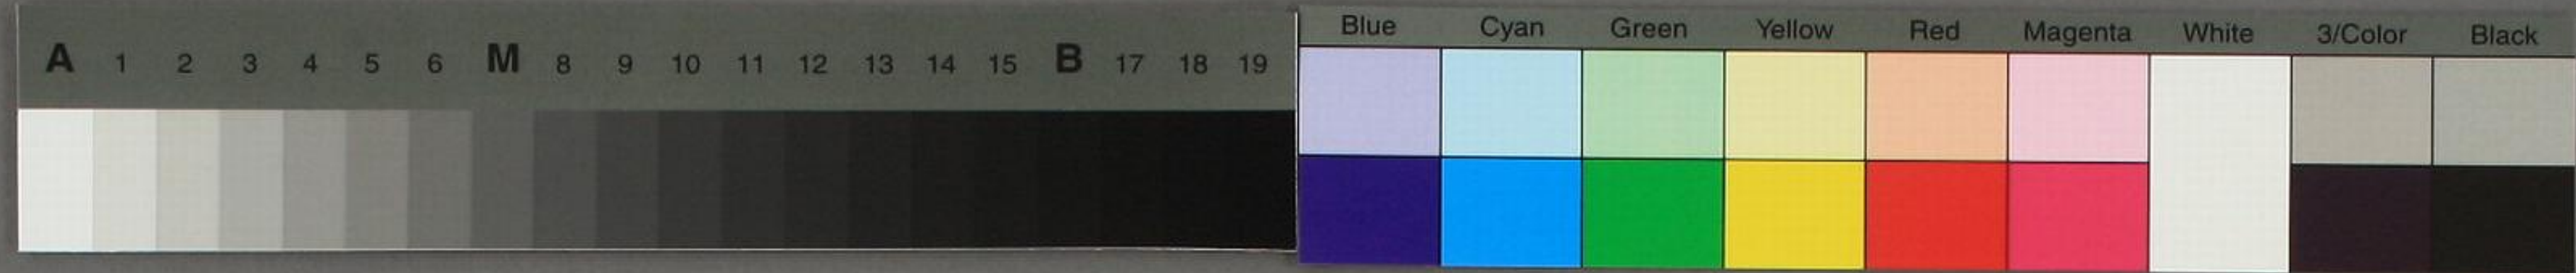 A 1 2 3 4 5 6 M 8 9 10 11 12 13 14 15 B 17 18 19
Blue Cyan Green Yellow Red Magenta White 3/Color Black